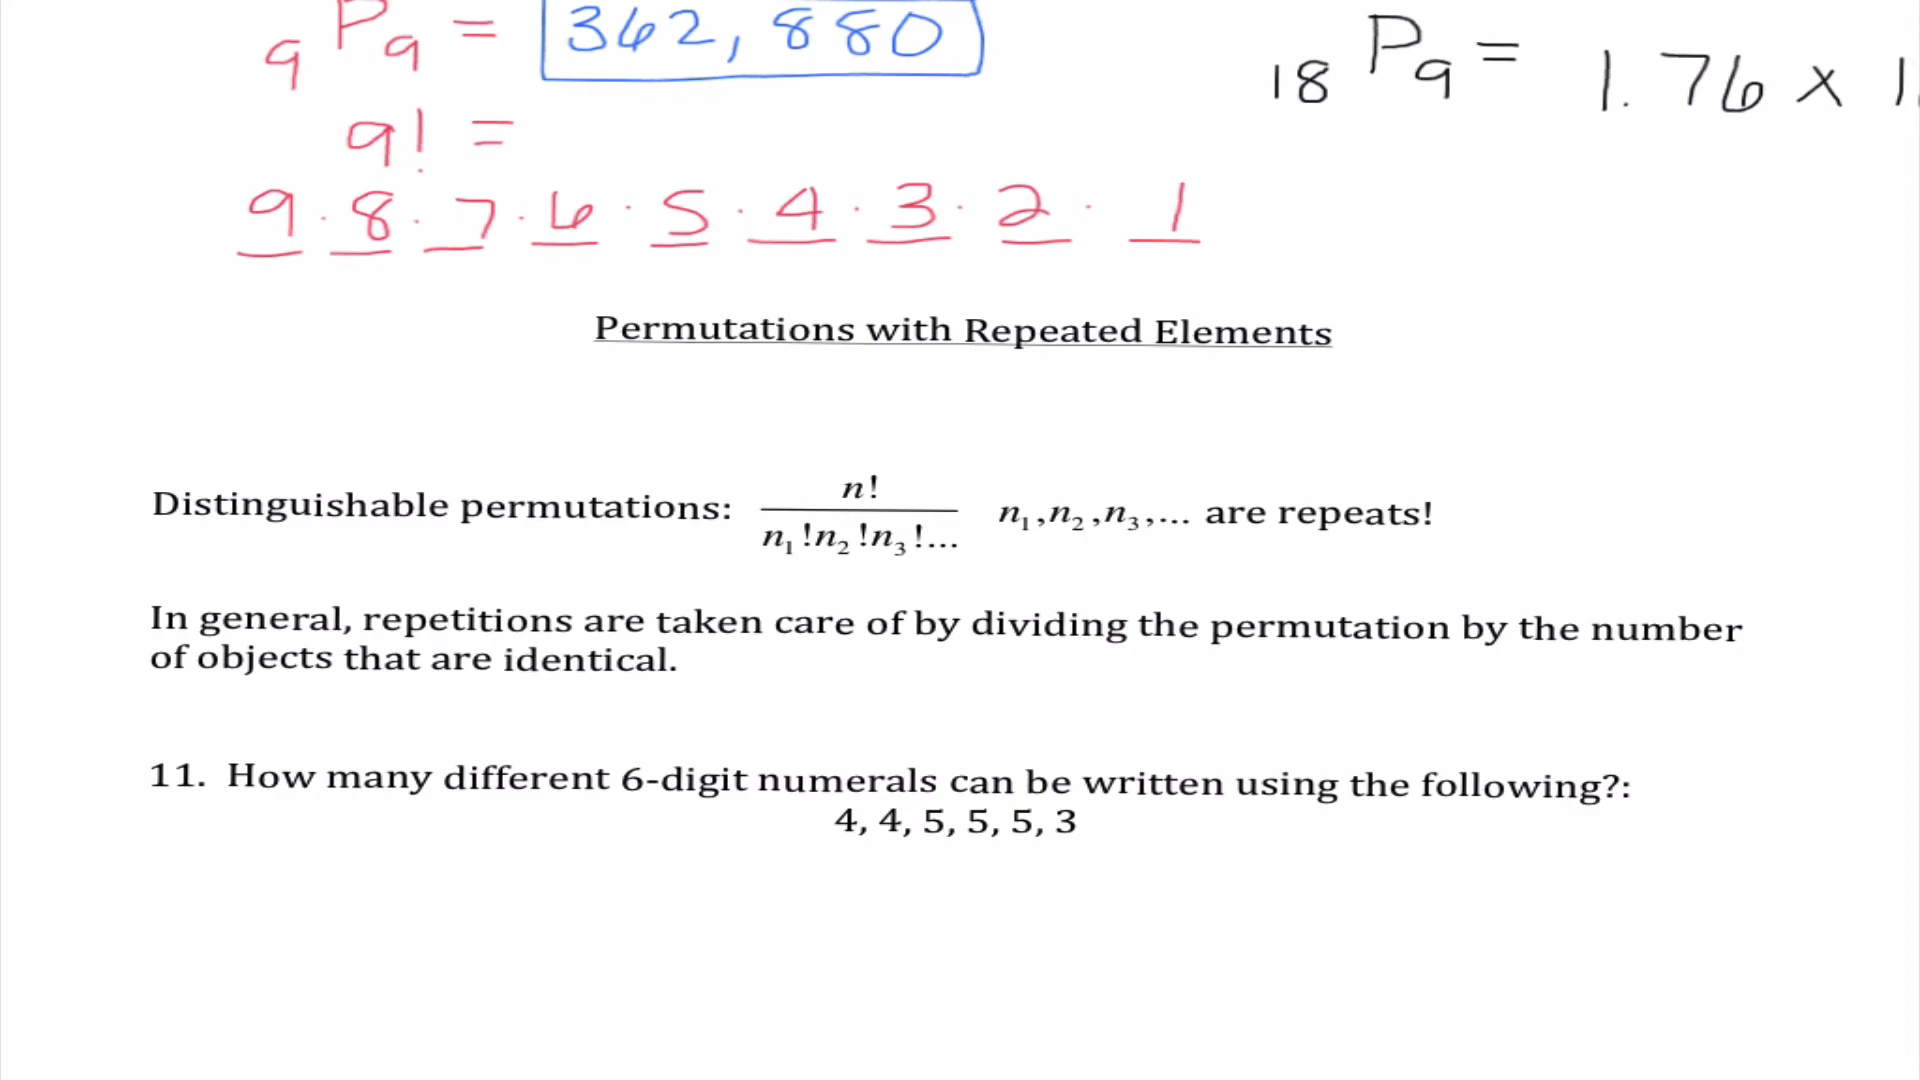 9P9 = 362,880
18P9 = 1.76 x 1
9! =
9 · 8 · 7 · 6 · 5 · 4 · 3 · 2 · 1
Permutations with Repeated Elements
Distinguishable permutations: n! / n₁!n₂!n₃!... n₁,n₂,n₃,... are repeats!
In general, repetitions are taken care of by dividing the permutation by the number
of objects that are identical.
11. How many different 6-digit numerals can be written using the following?:
4, 4, 5, 5, 5, 3